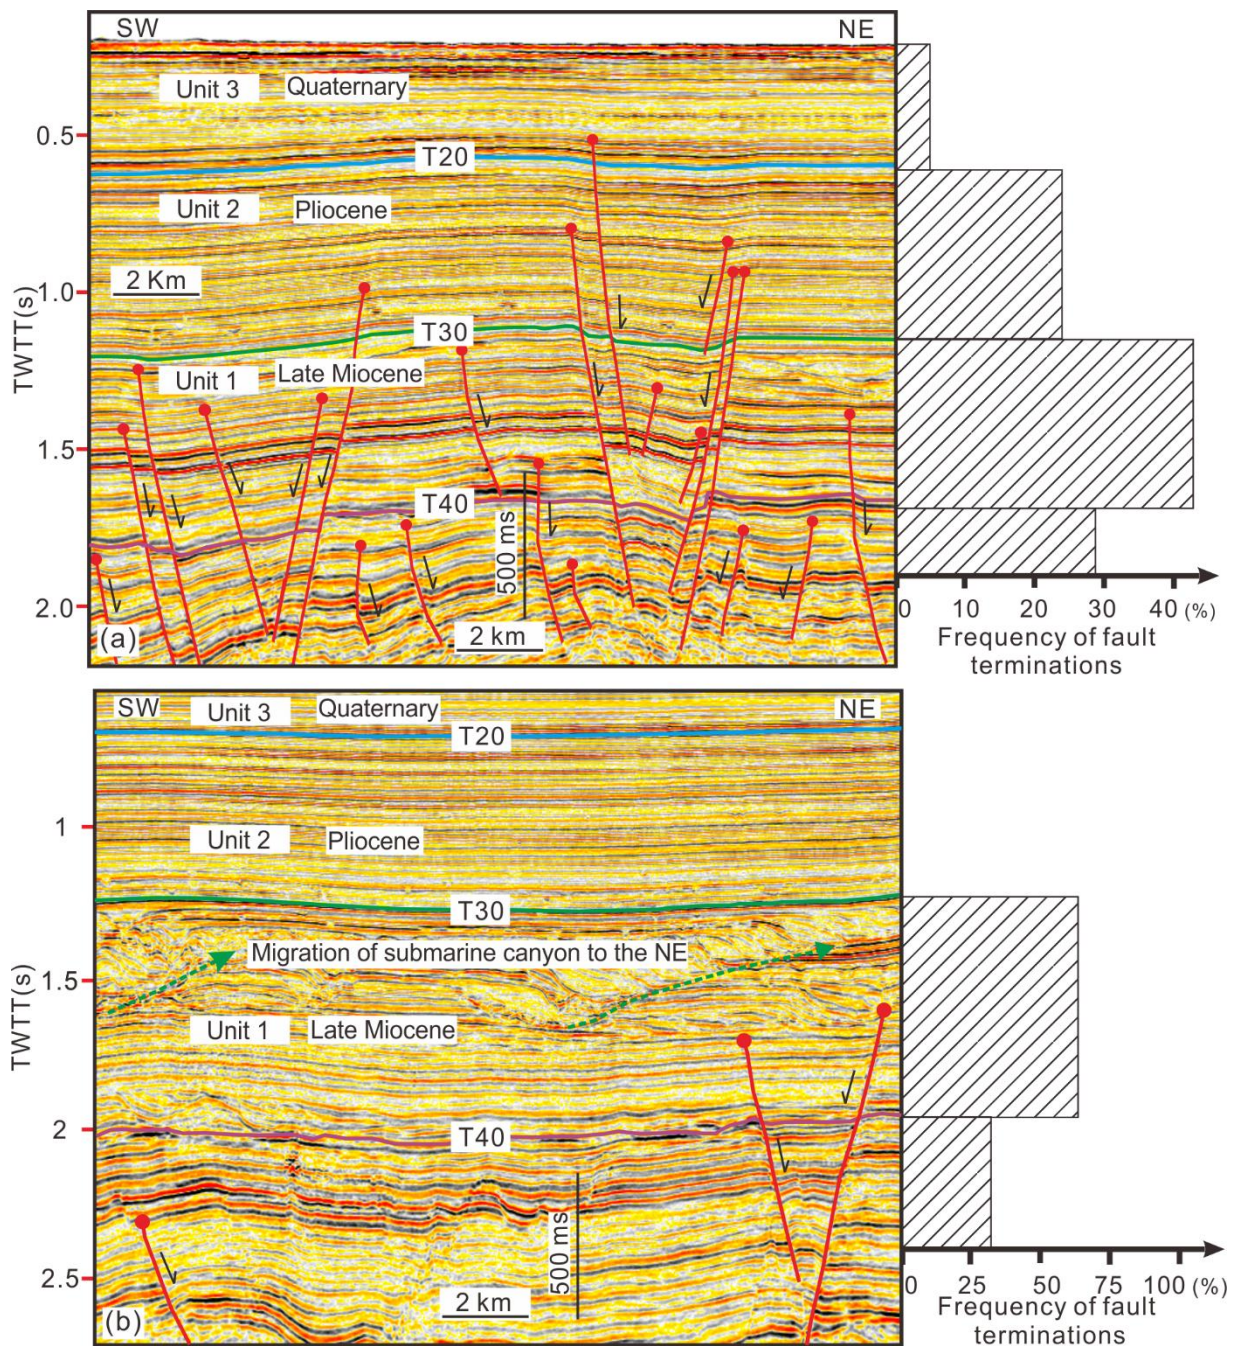 SW NE
Unit 3 Quaternary
0.5
T20
Unit 2 Pliocene
2 Km
1.0
T30
Unit 1 Late Miocene
TWTT(s)
1.5
T40
500 ms
2.0
(a)
2 km
0 10 20 30 40 (%)
Frequency of fault
terminations
SW NE
Unit 3 Quaternary
T20
1
Unit 2 Pliocene
T30
Migration of submarine canyon to the NE
TWTT(s)
1.5
Unit 1 Late Miocene
2
T40
500 ms
2.5
2 km
(b)
0 25 50 75 100 (%)
Frequency of fault
terminations